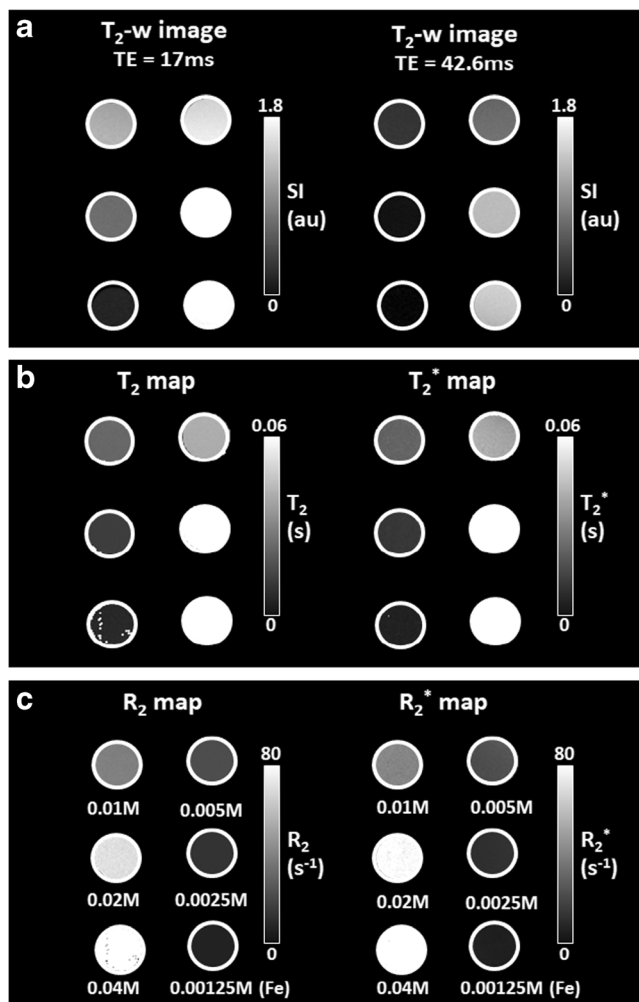 a
T₂-w image
TE = 17ms
T₂-w image
TE = 42.6ms
1.8
SI
(au)
0
1.8
SI
(au)
0
b
T₂ map
T₂* map
0.06
T₂
(s)
0
0.06
T₂*
(s)
0
c
R₂ map
R₂* map
80
R₂
(s⁻¹)
0
80
R₂*
(s⁻¹)
0
0.01M 0.005M
0.02M 0.0025M
0.04M 0.00125M (Fe)
0.01M 0.005M
0.02M 0.0025M
0.04M 0.00125M (Fe)